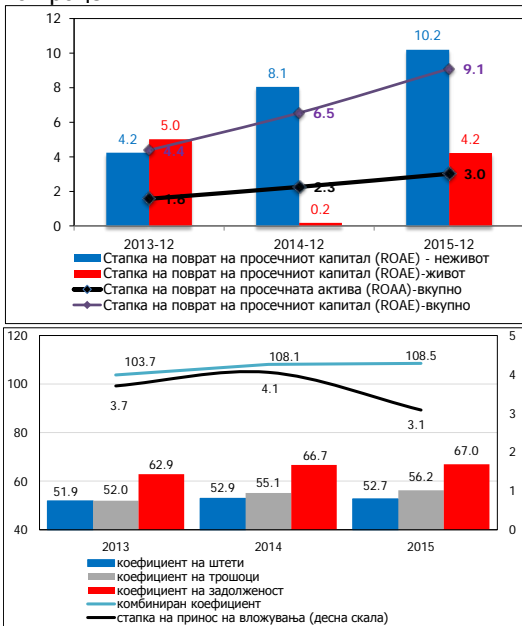 12
10
8
6
4
2
0
4.2
5.0
4.4
1.6
8.1
6.5
2.3
0.2
10.2
9.1
3.0
4.2
2013-12 2014-12 2015-12
Стапка на поврат на просечниот капитал (ROAE) - неживот
Стапка на поврат на просечниот капитал (ROAE)-живот
Стапка на поврат на просечната актива (ROAA)-вкупно
Стапка на поврат на просечниот капитал (ROAE)-вкупно
120
100
80
60
40
5
4
3
2
1
0
103.7 108.1 108.5
3.7 4.1 3.1
51.9 52.0 62.9 52.9 55.1 66.7 52.7 56.2 67.0
2013 2014 2015
коефициент на штети
коефициент на трошоци
коефициент на задолженост
комбиниран коефициент
стапка на принос на вложувања (десна скала)